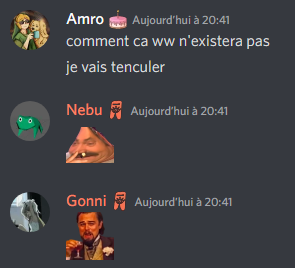 Amro Aujourd'hui à 20:41
comment ca ww n'existera pas
je vais tenculer
Nebu Aujourd'hui à 20:41
Gonni Aujourd'hui à 20:41